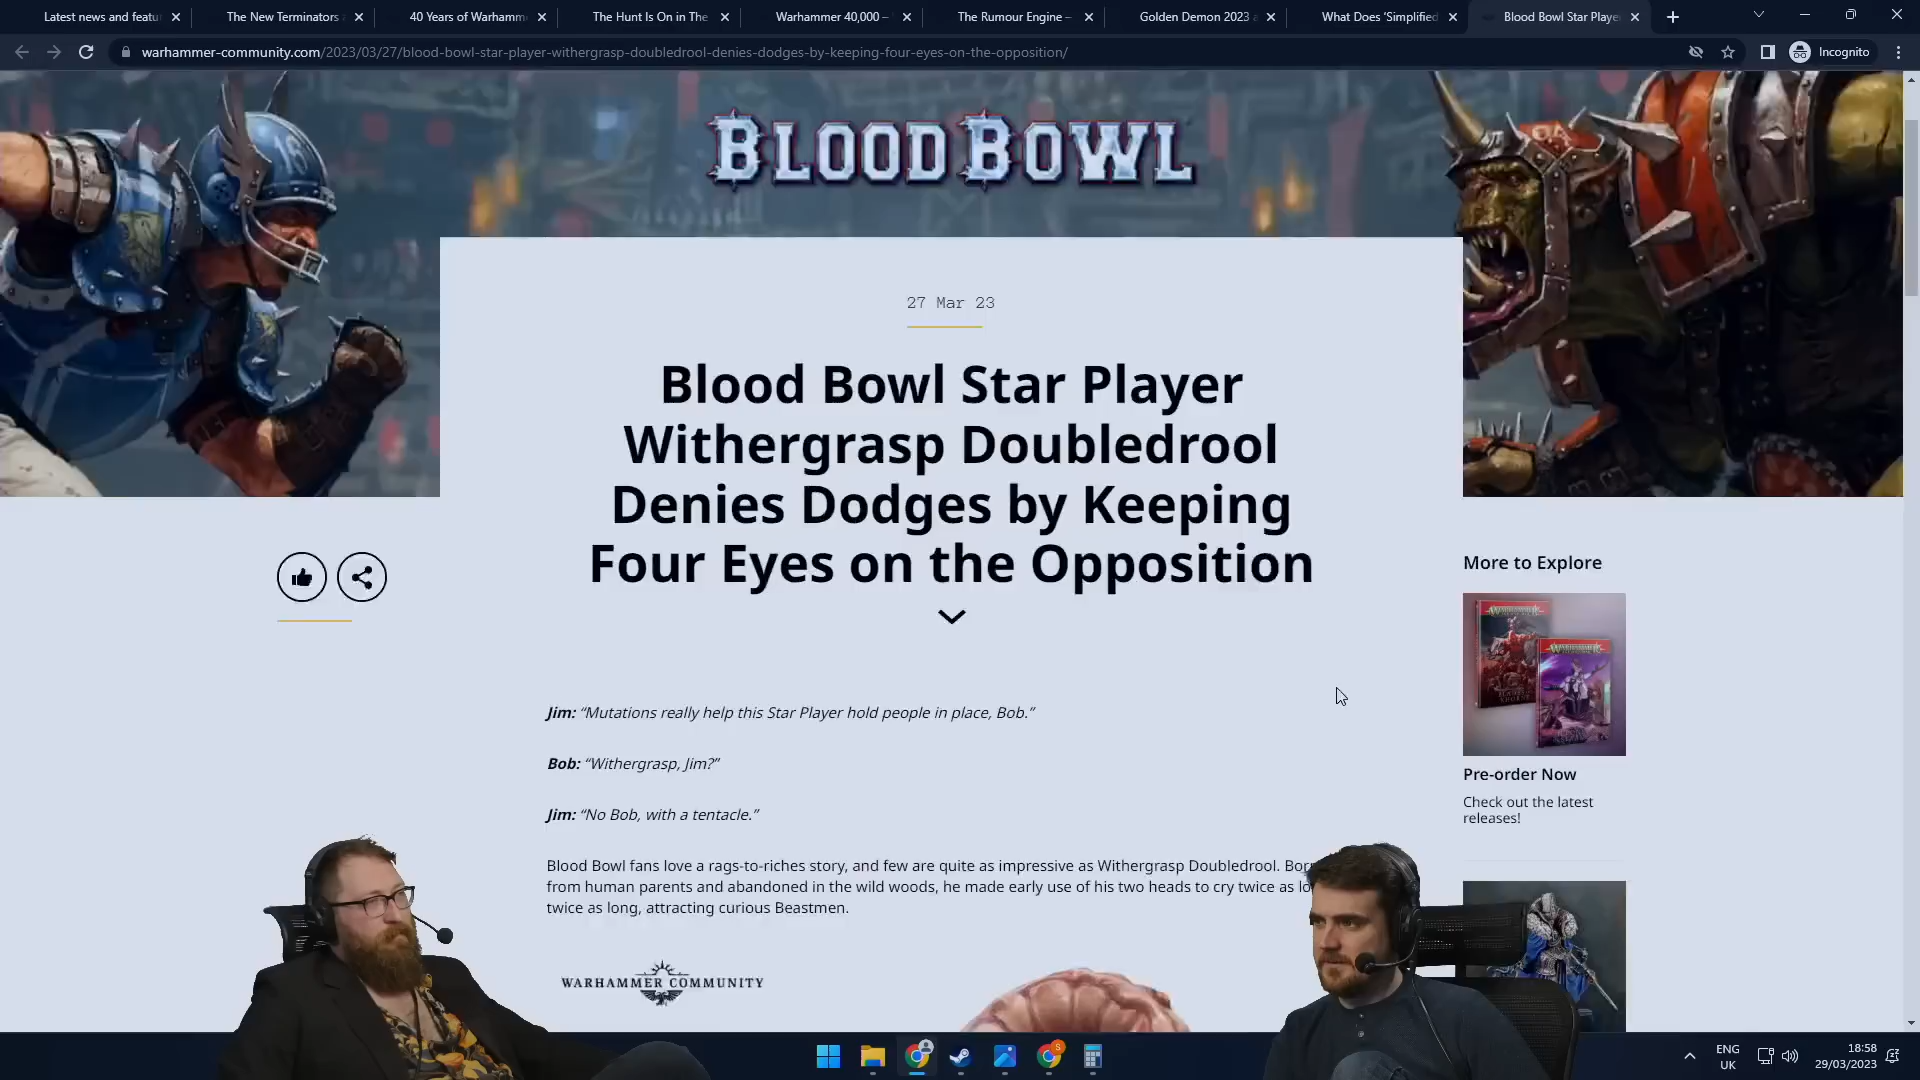 Latest news and featu
The New Terminators
40 Years of Warhamm
The Hunt Is On in The
Warhammer 40,000 –
The Rumour Engine –
Golden Demon 2023 a
What Does ‘Simplified
Blood Bowl Star Playe
warhammer-community.com/2023/03/27/blood-bowl-star-player-withergrasp-doubledrool-denies-dodges-by-keeping-four-eyes-on-the-opposition/
Incognito
BLOOD BOWL
16
27 Mar 23
Blood Bowl Star Player
Withergrasp Doubledrool
Denies Dodges by Keeping
Four Eyes on the Opposition
More to Explore
WARHAMMER
WARHAMMER
Pre-order Now
Check out the latest
releases!
Jim: “Mutations really help this Star Player hold people in place, Bob.”
Bob: “Withergrasp, Jim?”
Jim: “No Bob, with a tentacle.”
Blood Bowl fans love a rags-to-riches story, and few are quite as impressive as Withergrasp Doubledrool. Bor
from human parents and abandoned in the wild woods, he made early use of his two heads to cry twice as lo
twice as long, attracting curious Beastmen.
WARHAMMER COMMUNITY
S
ENG
UK
18:58
29/03/2023